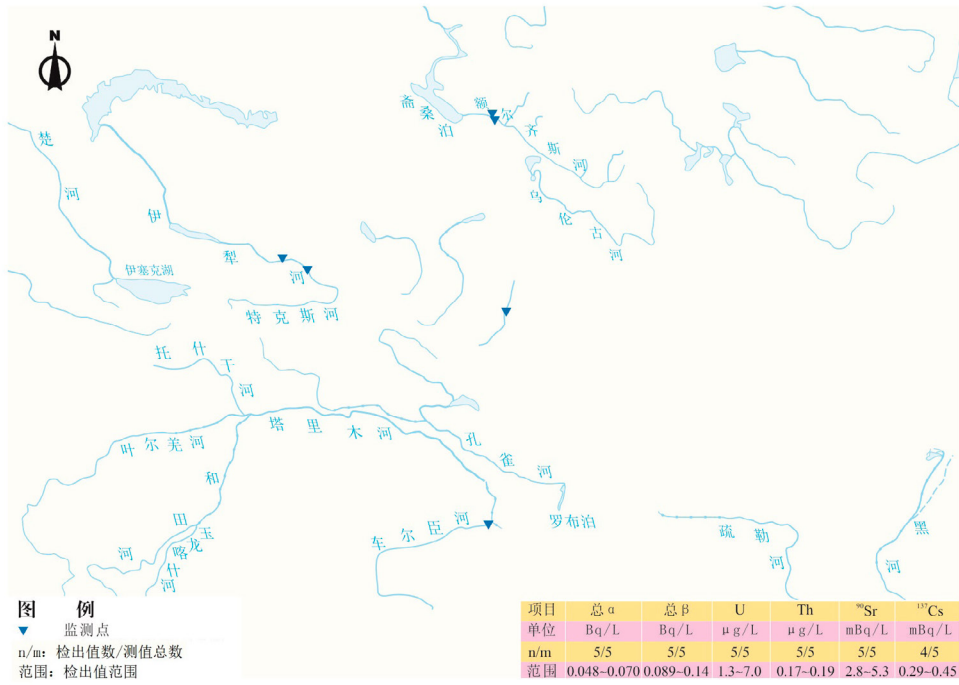 N
斋桑泊
额尔齐斯河
楚河
乌伦古河
伊犁河
伊塞克湖
特克斯河
托什干河
塔里木河
孔雀河
叶尔羌河
和田河
玉龙喀什河
车尔臣河
罗布泊
疏勒河
黑河
图 例
监测点
n/m: 检出值数/测值总数
范围: 检出值范围
项目 总α 总β U Th ⁹⁰Sr ¹³⁷Cs
单位 Bq/L Bq/L μg/L μg/L mBq/L mBq/L
n/m 5/5 5/5 5/5 5/5 5/5 4/5
范围 0.048~0.070 0.089~0.14 1.3~7.0 0.17~0.19 2.8~5.3 0.29~0.45